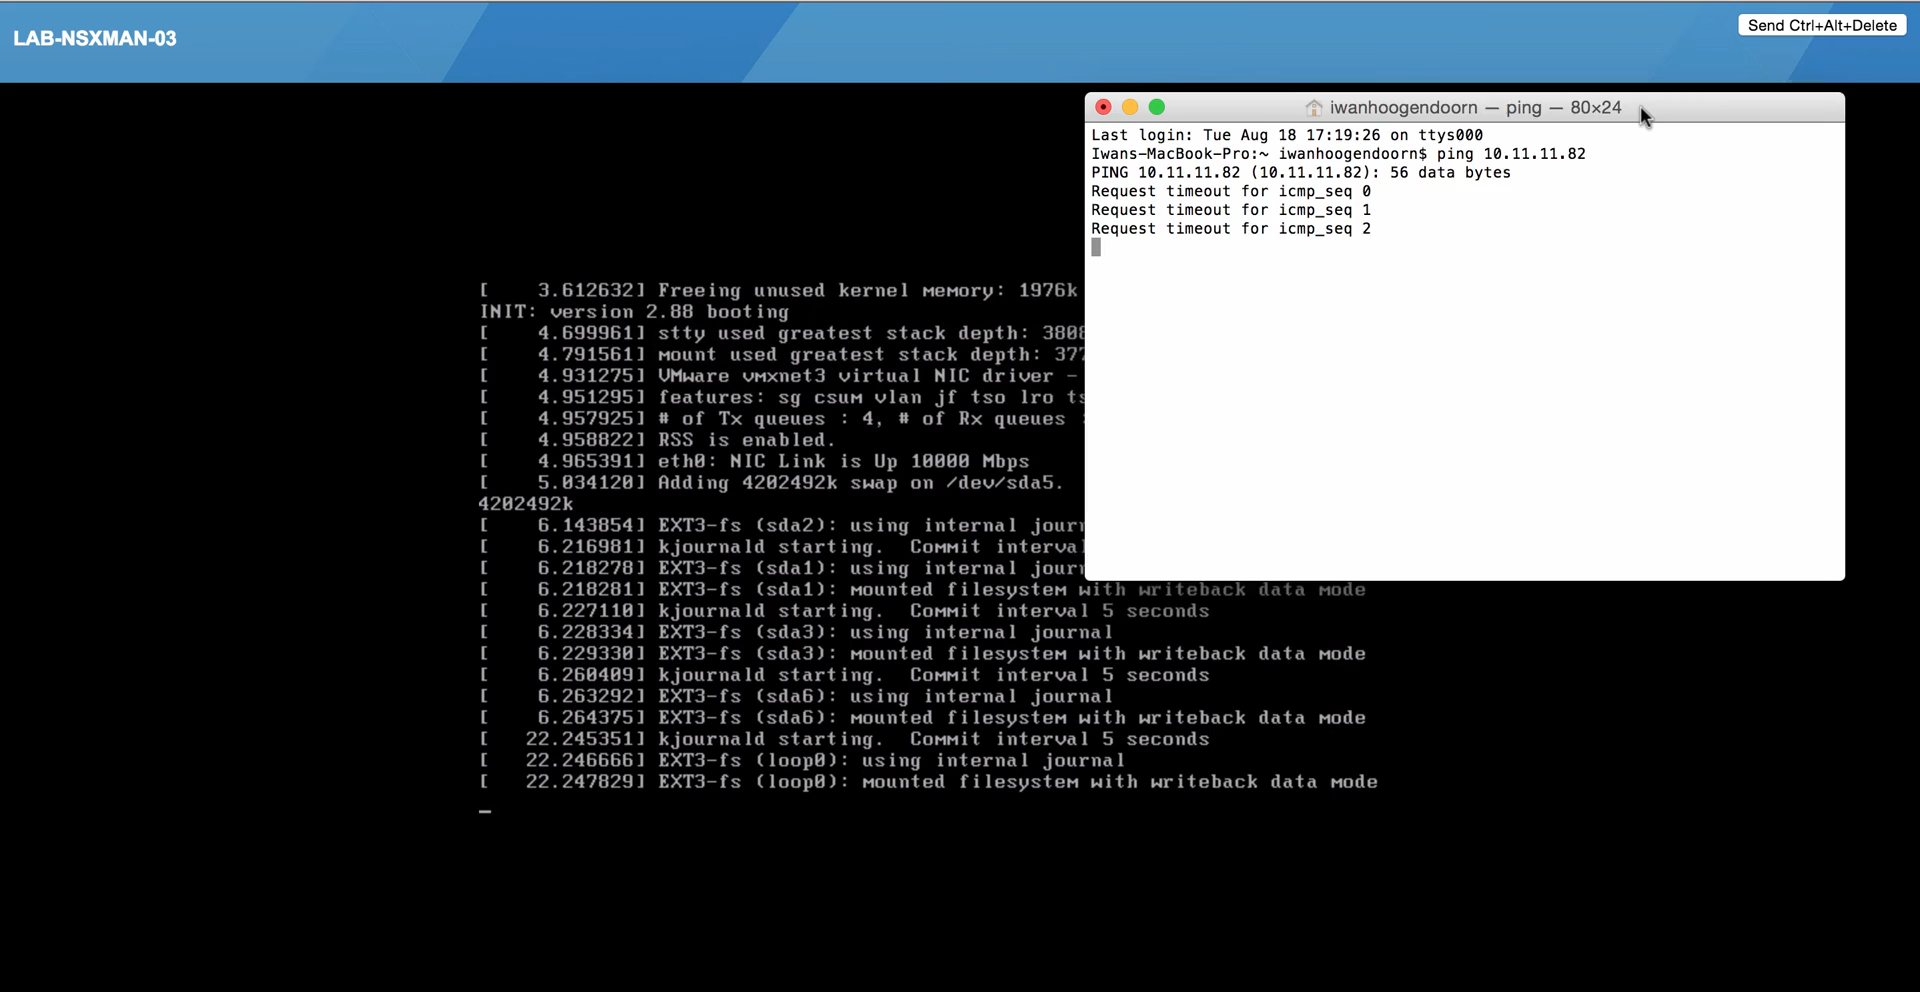 LAB-NSXMAN-03
Send Ctrl+Alt+Delete
iwanhoogendoorn — ping — 80×24
Last login: Tue Aug 18 17:19:26 on ttys000
Iwans-MacBook-Pro:~ iwanhoogendoorn$ ping 10.11.11.82
PING 10.11.11.82 (10.11.11.82): 56 data bytes
Request timeout for icmp_seq 0
Request timeout for icmp_seq 1
Request timeout for icmp_seq 2
[    3.612632] Freeing unused kernel memory: 1976k
INIT: version 2.88 booting
[    4.699961] stty used greatest stack depth: 3808
[    4.791561] mount used greatest stack depth: 377
[    4.931275] VMware vmxnet3 virtual NIC driver -
[    4.951295] features: sg csum vlan jf tso lro ts
[    4.957925] # of Tx queues : 4, # of Rx queues :
[    4.958822] RSS is enabled.
[    4.965391] eth0: NIC Link is Up 10000 Mbps
[    5.034120] Adding 4202492k swap on /dev/sda5.
4202492k
[    6.143854] EXT3-fs (sda2): using internal journ
[    6.216981] kjournald starting.  Commit interval
[    6.218278] EXT3-fs (sda1): using internal journ
[    6.218281] EXT3-fs (sda1): mounted filesystem with writeback data mode
[    6.227110] kjournald starting.  Commit interval 5 seconds
[    6.228334] EXT3-fs (sda3): using internal journal
[    6.229330] EXT3-fs (sda3): mounted filesystem with writeback data mode
[    6.260409] kjournald starting.  Commit interval 5 seconds
[    6.263292] EXT3-fs (sda6): using internal journal
[    6.264375] EXT3-fs (sda6): mounted filesystem with writeback data mode
[   22.245351] kjournald starting.  Commit interval 5 seconds
[   22.246666] EXT3-fs (loop0): using internal journal
[   22.247829] EXT3-fs (loop0): mounted filesystem with writeback data mode